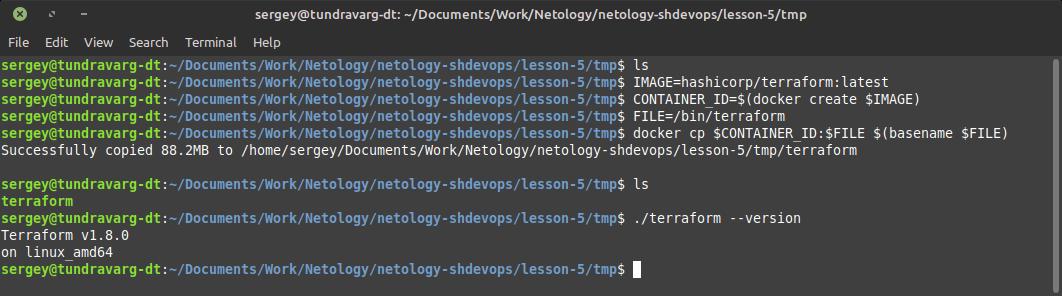 sergey@tundravarg-dt: ~/Documents/Work/Netology/netology-shdevops/lesson-5/tmp
File Edit View Search Terminal Help
sergey@tundravarg-dt:~/Documents/Work/Netology/netology-shdevops/lesson-5/tmp$ ls
sergey@tundravarg-dt:~/Documents/Work/Netology/netology-shdevops/lesson-5/tmp$ IMAGE=hashicorp/terraform:latest
sergey@tundravarg-dt:~/Documents/Work/Netology/netology-shdevops/lesson-5/tmp$ CONTAINER_ID=$(docker create $IMAGE)
sergey@tundravarg-dt:~/Documents/Work/Netology/netology-shdevops/lesson-5/tmp$ FILE=/bin/terraform
sergey@tundravarg-dt:~/Documents/Work/Netology/netology-shdevops/lesson-5/tmp$ docker cp $CONTAINER_ID:$FILE $(basename $FILE)
Successfully copied 88.2MB to /home/sergey/Documents/Work/Netology/netology-shdevops/lesson-5/tmp/terraform
sergey@tundravarg-dt:~/Documents/Work/Netology/netology-shdevops/lesson-5/tmp$ ls
terraform
sergey@tundravarg-dt:~/Documents/Work/Netology/netology-shdevops/lesson-5/tmp$ ./terraform --version
Terraform v1.8.0
on linux_amd64
sergey@tundravarg-dt:~/Documents/Work/Netology/netology-shdevops/lesson-5/tmp$